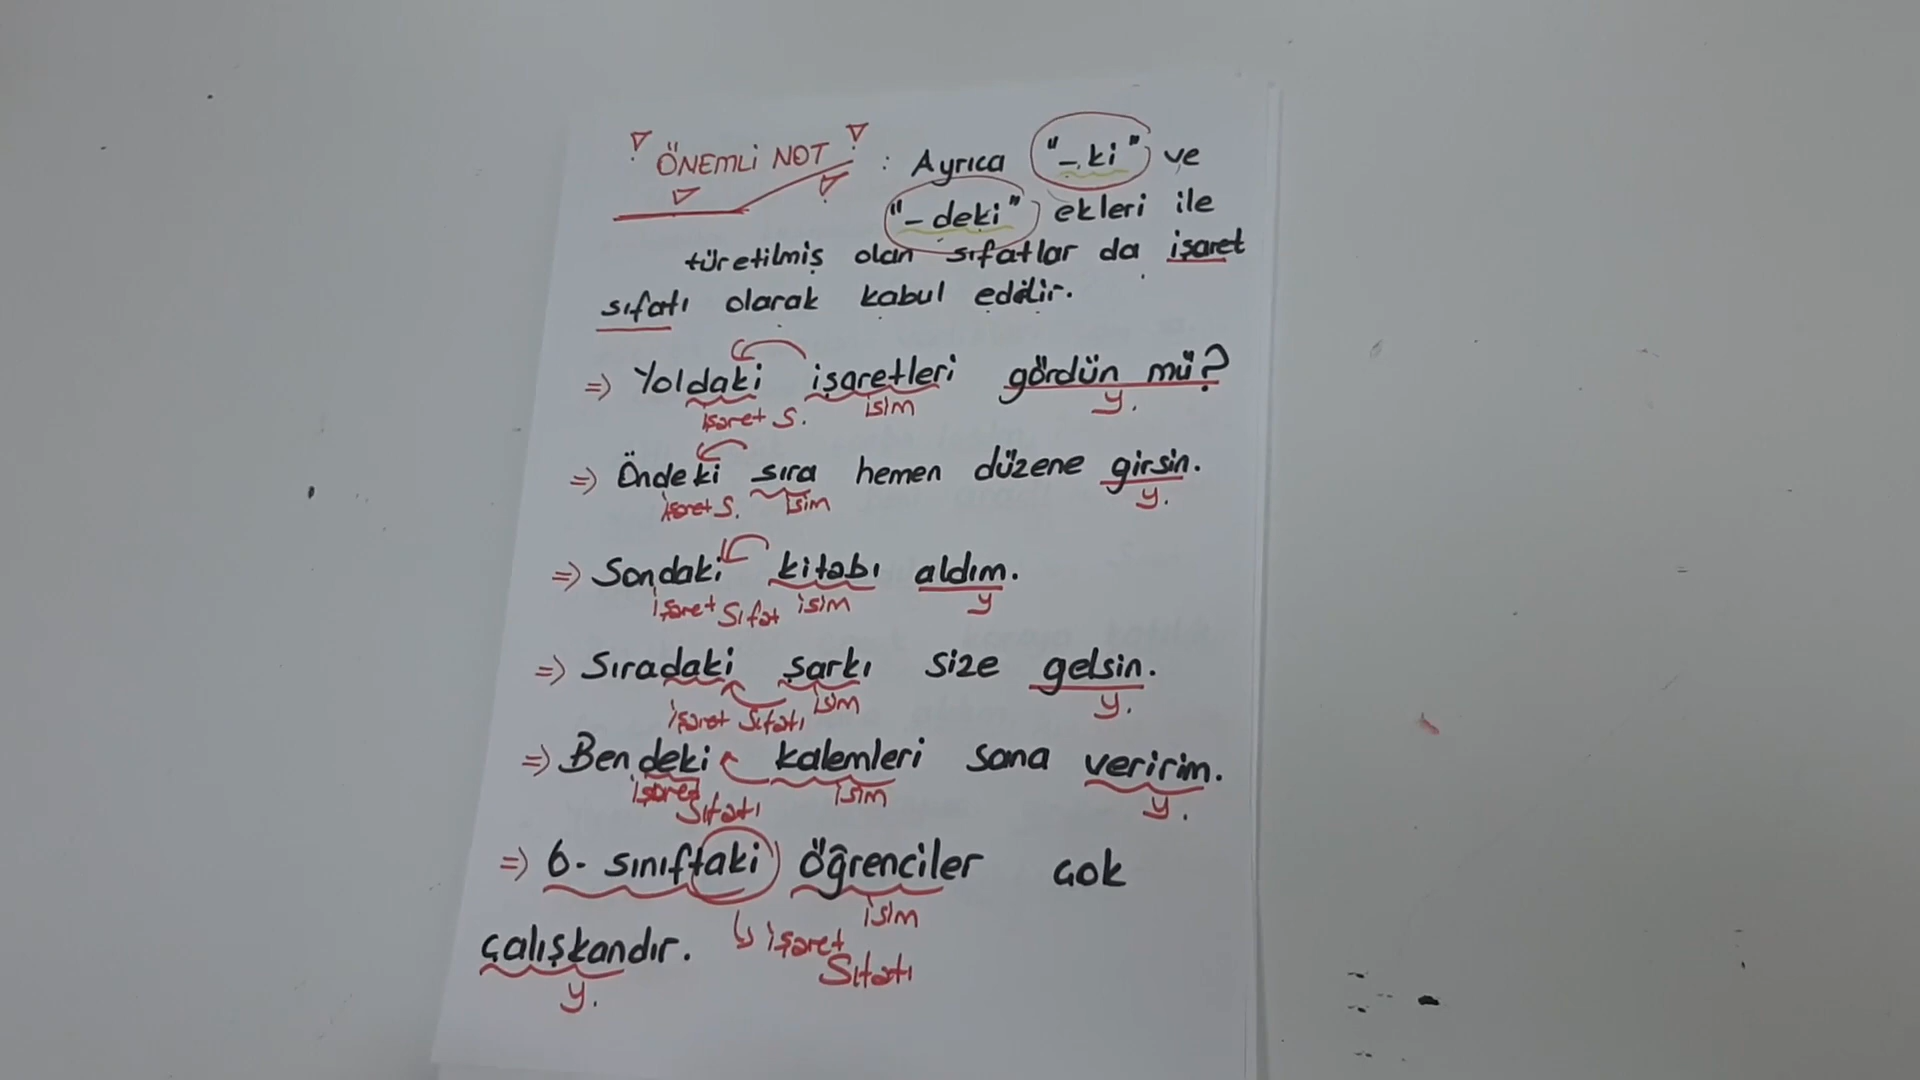 ÖNEMLİ NOT : Ayrıca "-ki" ve
"-deki" ekleri ile
türetilmiş olan sıfatlar da işaret
sıfatı olarak kabul edilir.
=> Yoldaki işaretleri gördün mü?
işaret S. isim y.
=> Öndeki sıra hemen düzene girsin.
işaret S. isim y.
=> Sondaki kitabı aldım.
işaret Sıfat isim y
=> Sıradaki şarkı size gelsin.
işaret Sıfatı isim y.
=> Bendeki kalemleri sana veririm.
işaret Sıfatı isim y.
=> 6- sınıftaki öğrenciler çok
isim
çalışkandır. işaret Sıfatı
y.